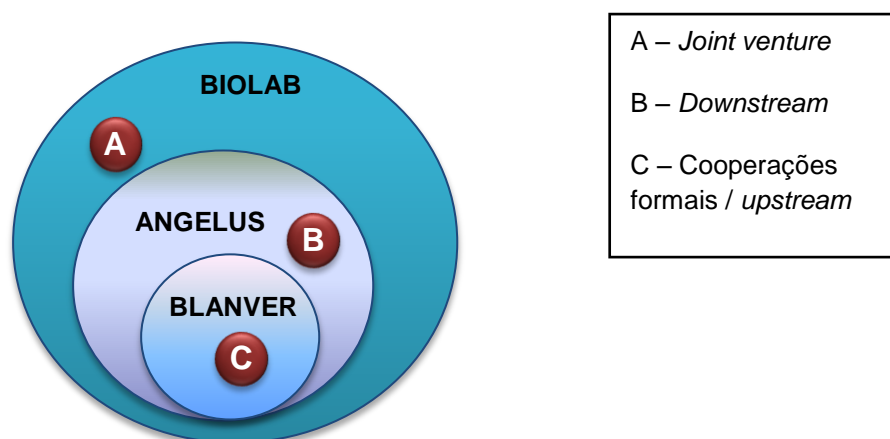 BIOLAB
A
ANGELUS
B
BLANVER
C
A – Joint venture
B – Downstream
C – Cooperações
formais / upstream